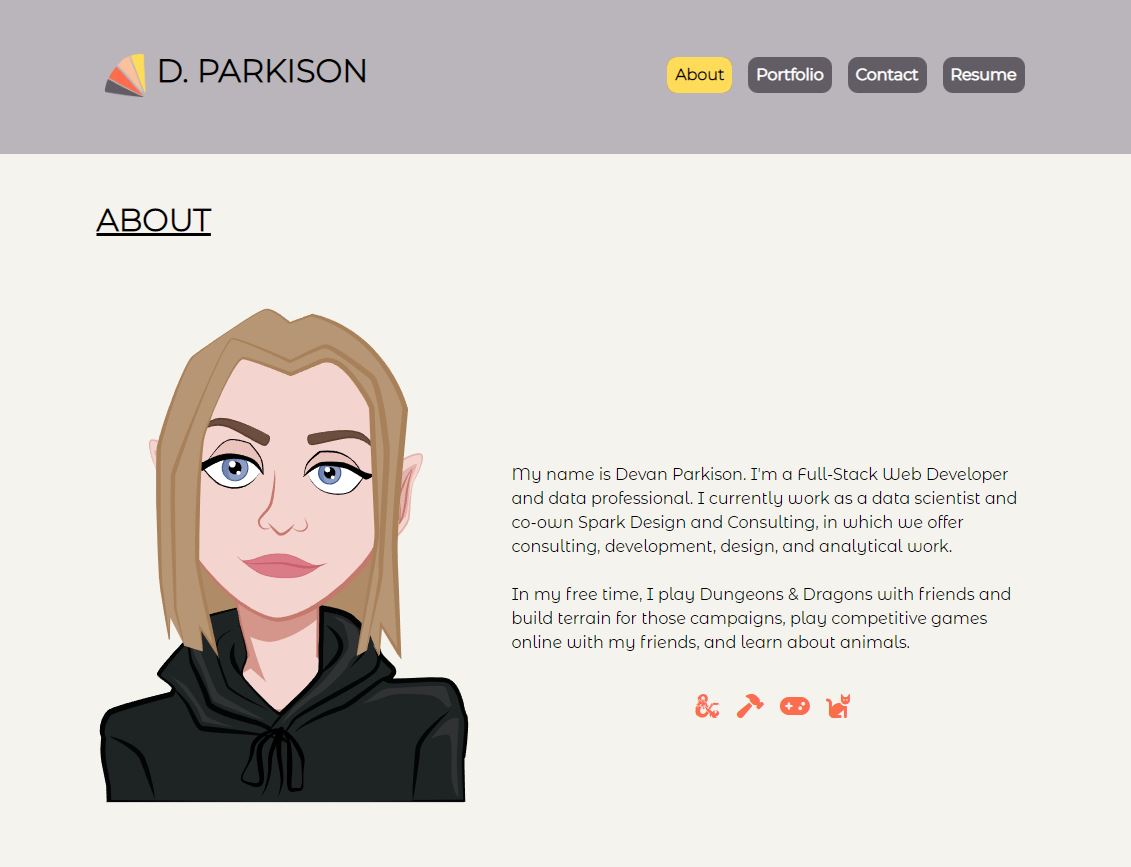 D. PARKISON
About
Portfolio
Contact
Resume
ABOUT
My name is Devan Parkison. I'm a Full-Stack Web Developer
and data professional. I currently work as a data scientist and
co-own Spark Design and Consulting, in which we offer
consulting, development, design, and analytical work.
In my free time, I play Dungeons & Dragons with friends and
build terrain for those campaigns, play competitive games
online with my friends, and learn about animals.